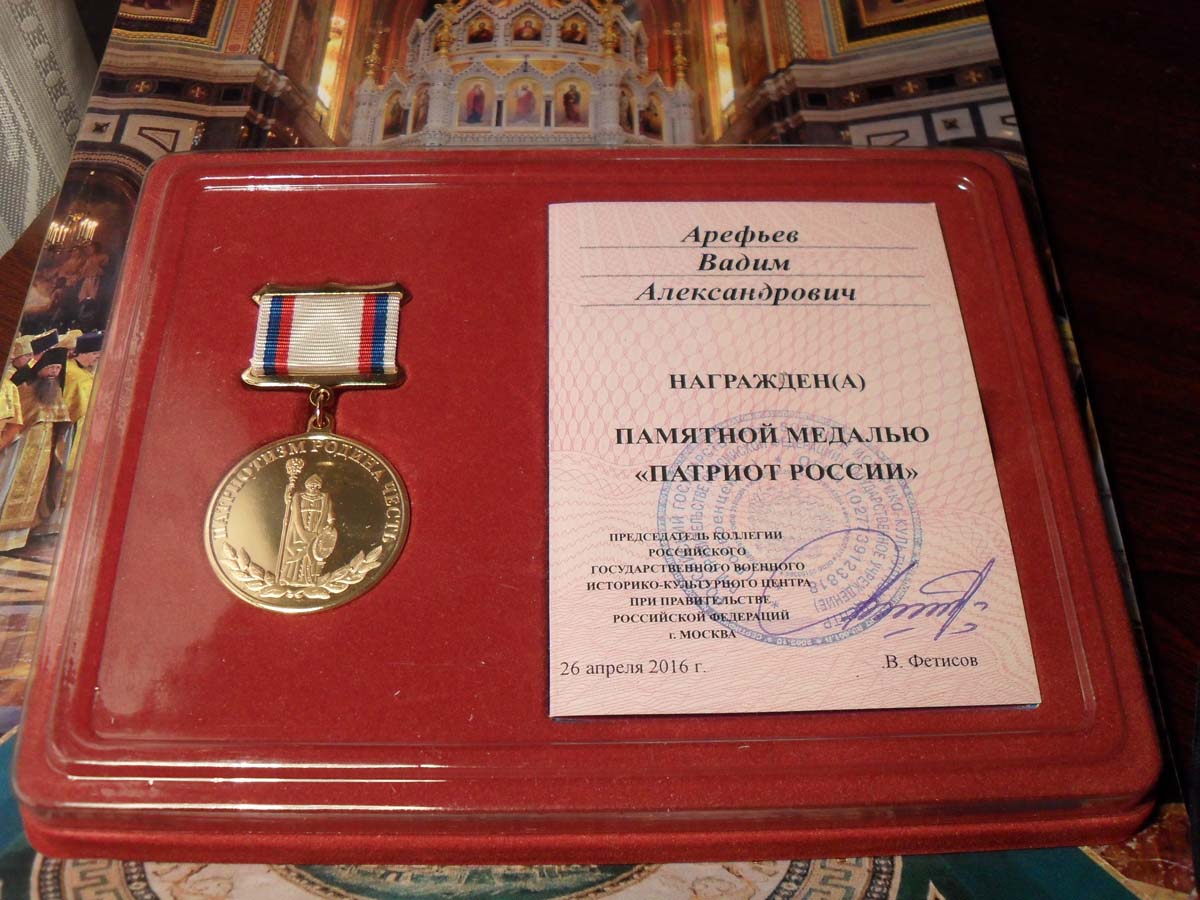 ПАТРИОТИЗМ РОДИНА ЧЕСТЬ
Арефьев
Вадим
Александрович
НАГРАЖДЕН(А)
ПАМЯТНОЙ МЕДАЛЬЮ
«ПАТРИОТ РОССИИ»
ПРЕДСЕДАТЕЛЬ КОЛЛЕГИИ
РОССИЙСКОГО
ГОСУДАРСТВЕННОГО ВОЕННОГО
ИСТОРИКО-КУЛЬТУРНОГО ЦЕНТРА
ПРИ ПРАВИТЕЛЬСТВЕ
РОССИЙСКОЙ ФЕДЕРАЦИЙ
г. МОСКВА
26 апреля 2016 г.
.В. Фетисов